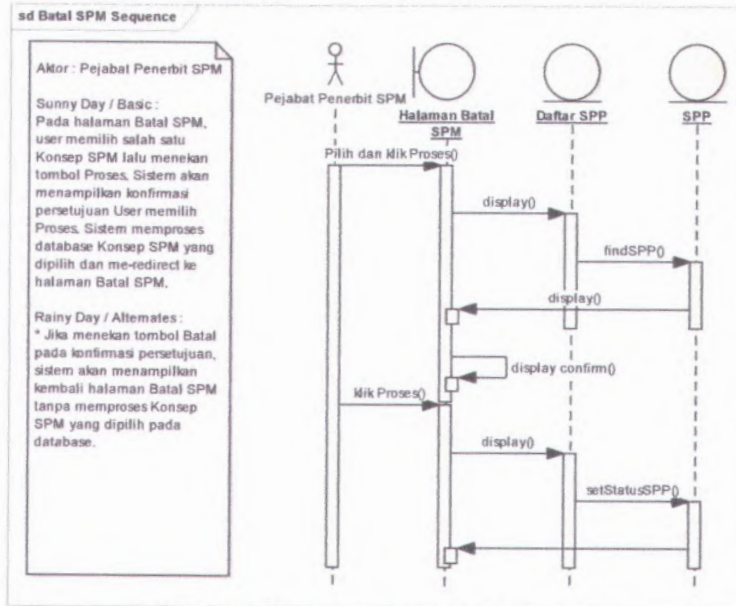 sd Batal SPM Sequence
Aktor : Pejabat Penerbit SPM
Sunny Day / Basic :
Pada halaman Batal SPM,
user memilih salah satu
Konsep SPM lalu menekan
tombol Proses. Sistem akan
menampilkan konfirmasi
persetujuan User memilih
Proses. Sistem memproses
database Konsep SPM yang
dipilih dan me-redirect ke
halaman Batal SPM.
Rainy Day / Alternates :
* Jika menekan tombol Batal
pada konfirmasi persetujuan,
sistem akan menampilkan
kembali halaman Batal SPM
tanpa memproses Konsep
SPM yang dipilih pada
database.
Pejabat Penerbit SPM
Halaman Batal
SPM
Daftar SPP
SPP
Pilih dan klik Proses()
display()
findSPP()
display()
display confirm()
klik Proses()
display()
setStatusSPP()